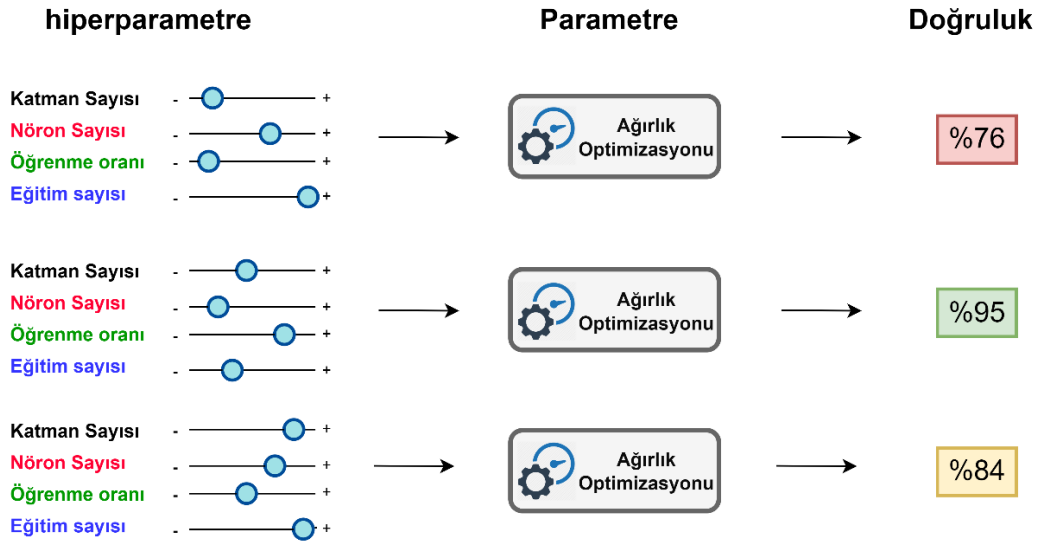 hiperparametre
Parametre
Doğruluk
Katman Sayısı - +
Nöron Sayısı - +
Öğrenme oranı - +
Eğitim sayısı - +
Ağırlık
Optimizasyonu
%76
Katman Sayısı - +
Nöron Sayısı - +
Öğrenme oranı - +
Eğitim sayısı - +
Ağırlık
Optimizasyonu
%95
Katman Sayısı - +
Nöron Sayısı - +
Öğrenme oranı - +
Eğitim sayısı - +
Ağırlık
Optimizasyonu
%84